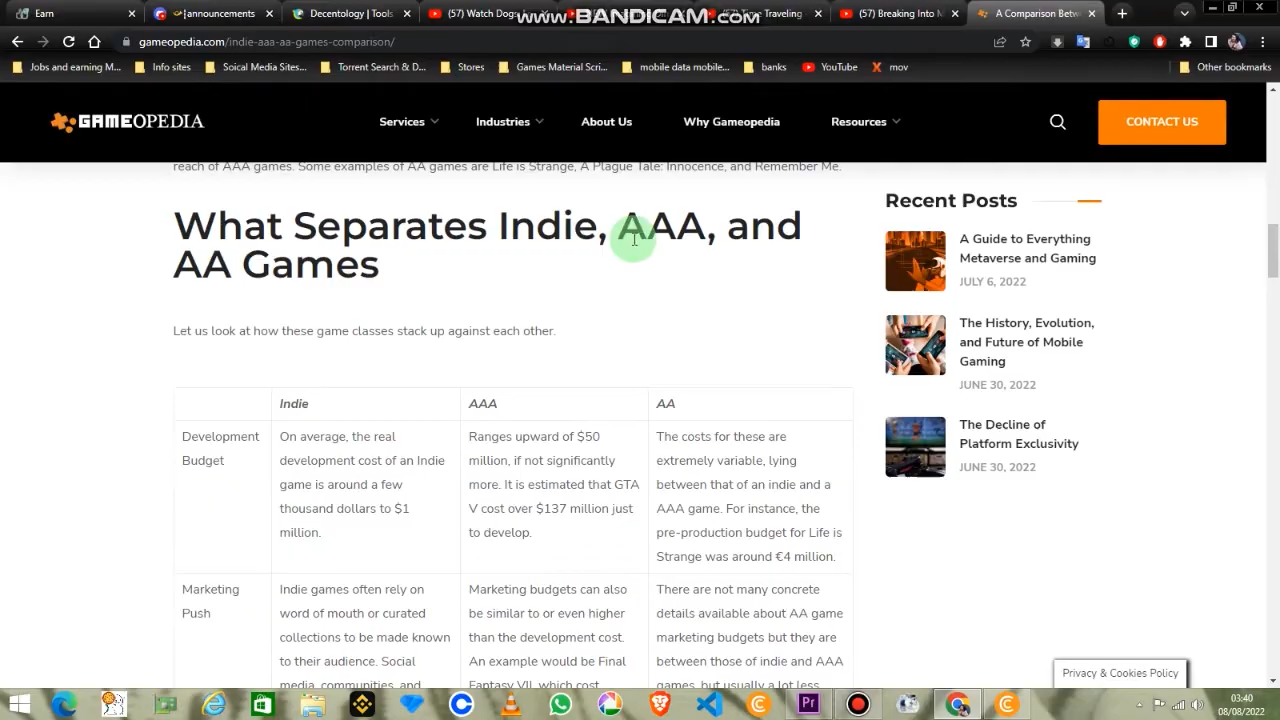 www.BANDICAM.com
Earn
announcements
Decentology | Tools
(57) Watch Dogs
(57)
Time Traveling
(57) Breaking Into M
A Comparison Betw
gameopedia.com/indie-aaa-aa-games-comparison/
Jobs and earning M...
Info sites
Soical Media Sites...
Torrent Search & D...
Stores
Games Material Scri...
mobile data mobile...
banks
YouTube
mov
Other bookmarks
GAMEOPEDIA
Services
Industries
About Us
Why Gameopedia
Resources
CONTACT US
reach of AAA games. Some examples of AA games are Life is Strange, A Plague Tale: Innocence, and Remember Me.
What Separates Indie, AAA, and
AA Games
Let us look at how these game classes stack up against each other.
Indie
AAA
AA
Development
Budget
On average, the real
development cost of an Indie
game is around a few
thousand dollars to $1
million.
Ranges upward of $50
million, if not significantly
more. It is estimated that GTA
V cost over $137 million just
to develop.
The costs for these are
extremely variable, lying
between that of an indie and a
AAA game. For instance, the
pre-production budget for Life is
Strange was around €4 million.
Marketing
Push
Indie games often rely on
word of mouth or curated
collections to be made known
to their audience. Social
media, communities, and
Marketing budgets can also
be similar to or even higher
than the development cost.
An example would be Final
Fantasy VII, which cost
There are not many concrete
details available about AA game
marketing budgets but they are
between those of indie and AAA
games, but usually a lot less
Recent Posts
A Guide to Everything
Metaverse and Gaming
JULY 6, 2022
The History, Evolution,
and Future of Mobile
Gaming
JUNE 30, 2022
The Decline of
Platform Exclusivity
JUNE 30, 2022
Privacy & Cookies Policy
03:40
08/08/2022